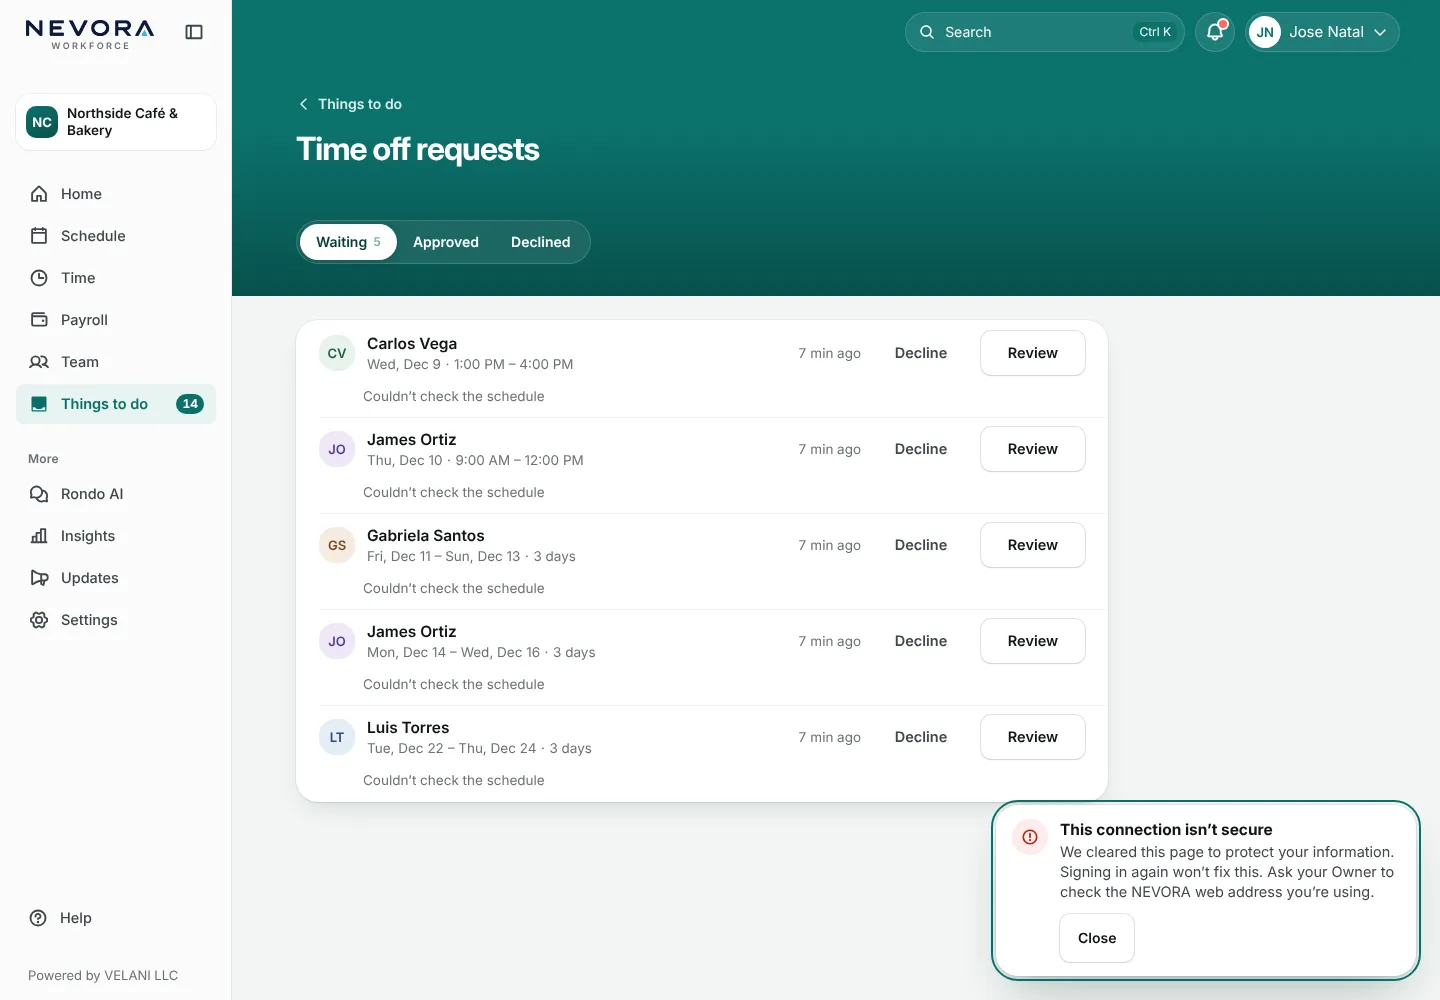 NEVORA
WORKFORCE
NC
Northside Café &
Bakery
Home
Schedule
Time
Payroll
Team
Things to do 14
More
Rondo AI
Insights
Updates
Settings
Help
Powered by VELANI LLC
Search Ctrl K
JN Jose Natal
Things to do
Time off requests
Waiting 5 Approved Declined
CV Carlos Vega
Wed, Dec 9 · 1:00 PM – 4:00 PM
7 min ago Decline Review
Couldn’t check the schedule
JO James Ortiz
Thu, Dec 10 · 9:00 AM – 12:00 PM
7 min ago Decline Review
Couldn’t check the schedule
GS Gabriela Santos
Fri, Dec 11 – Sun, Dec 13 · 3 days
7 min ago Decline Review
Couldn’t check the schedule
JO James Ortiz
Mon, Dec 14 – Wed, Dec 16 · 3 days
7 min ago Decline Review
Couldn’t check the schedule
LT Luis Torres
Tue, Dec 22 – Thu, Dec 24 · 3 days
7 min ago Decline Review
Couldn’t check the schedule
This connection isn’t secure
We cleared this page to protect your information.
Signing in again won’t fix this. Ask your Owner to
check the NEVORA web address you’re using.
Close